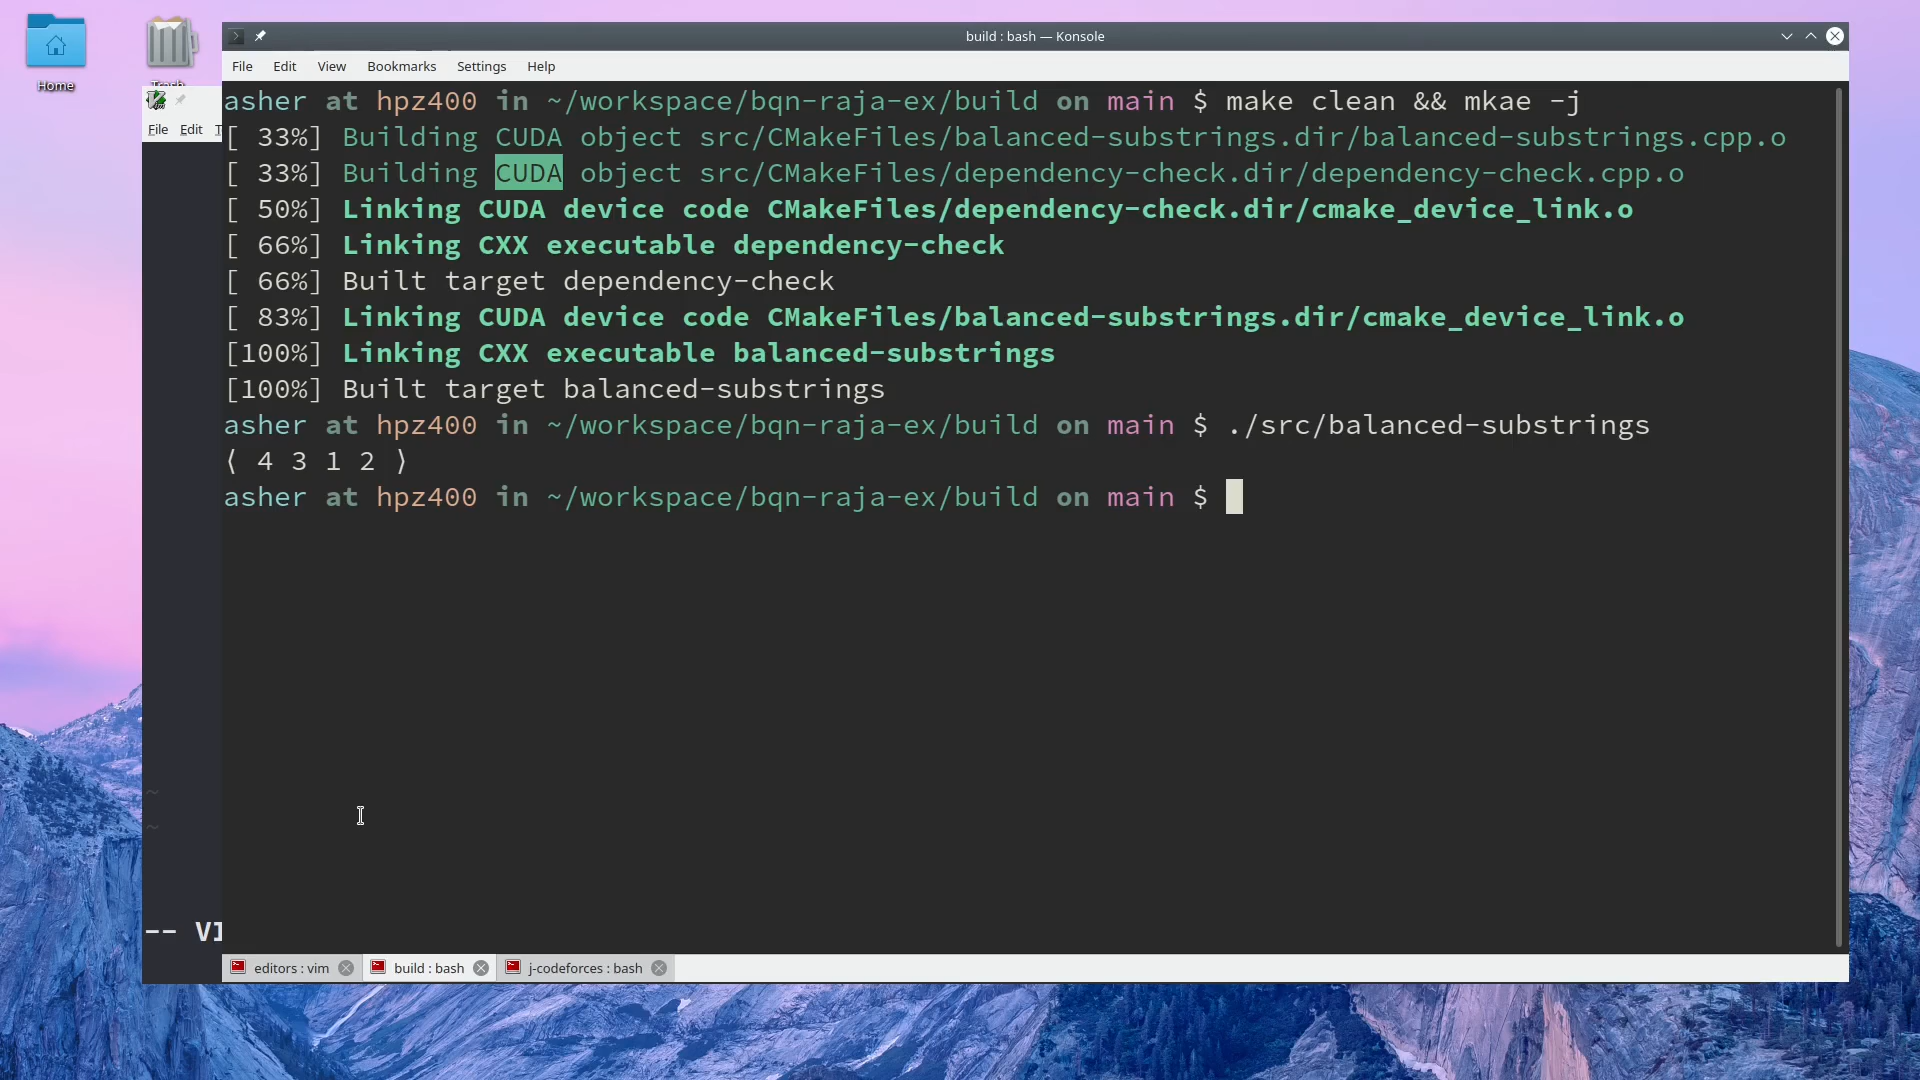 Home
Trash
build : bash — Konsole
File Edit View Bookmarks Settings Help
File Edit T
asher at hpz400 in ~/workspace/bqn-raja-ex/build on main $ make clean && mkae -j
[ 33%] Building CUDA object src/CMakeFiles/balanced-substrings.dir/balanced-substrings.cpp.o
[ 33%] Building CUDA object src/CMakeFiles/dependency-check.dir/dependency-check.cpp.o
[ 50%] Linking CUDA device code CMakeFiles/dependency-check.dir/cmake_device_link.o
[ 66%] Linking CXX executable dependency-check
[ 66%] Built target dependency-check
[ 83%] Linking CUDA device code CMakeFiles/balanced-substrings.dir/cmake_device_link.o
[100%] Linking CXX executable balanced-substrings
[100%] Built target balanced-substrings
asher at hpz400 in ~/workspace/bqn-raja-ex/build on main $ ./src/balanced-substrings
⟨ 4 3 1 2 ⟩
asher at hpz400 in ~/workspace/bqn-raja-ex/build on main $
~
~
-- VI
editors : vim build : bash j-codeforces : bash